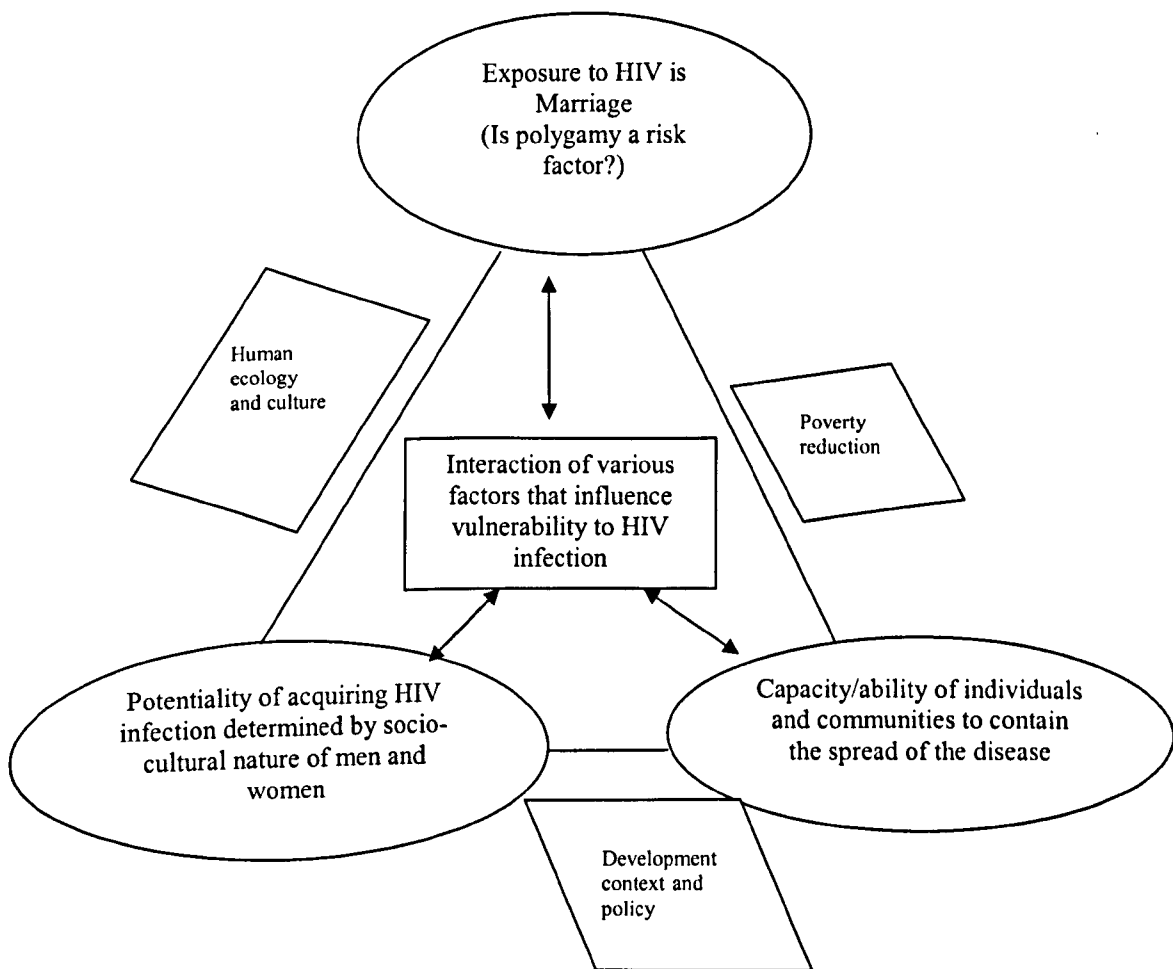 Exposure to HIV is
Marriage
(Is polygamy a risk
factor?)
Human
ecology
and culture
Poverty
reduction
Interaction of various
factors that influence
vulnerability to HIV
infection
Potentiality of acquiring HIV
infection determined by socio-
cultural nature of men and
women
Capacity/ability of individuals
and communities to contain
the spread of the disease
Development
context and
policy